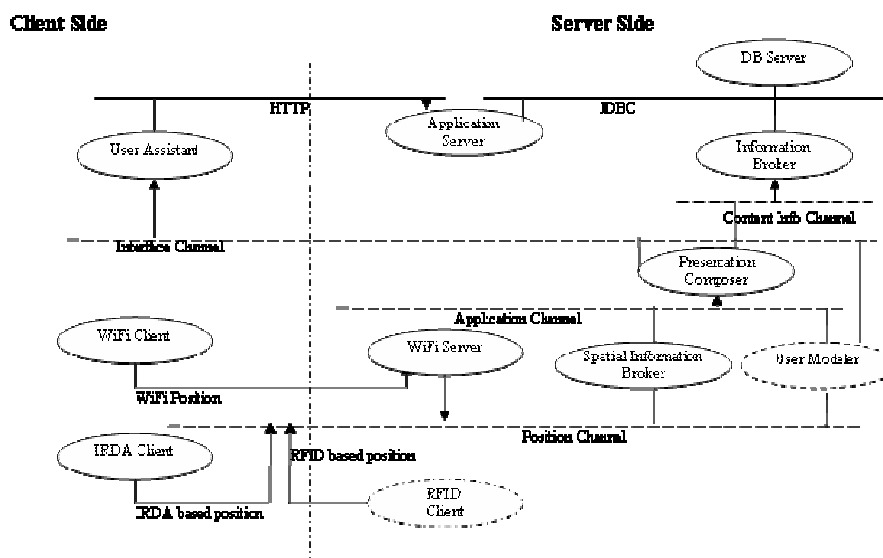 Client Side
Server Side
DB Server
HTTP
JDBC
Application
Server
User Assistant
Information
Broker
Content Info Channel
Interface Channel
Presentation
Composer
Application Channel
WiFi Client
WiFi Server
Spatial Information
Broker
User Modeler
WiFi Position
Position Channel
IRDA Client
RFID based position
RFID
Client
IRDA based position